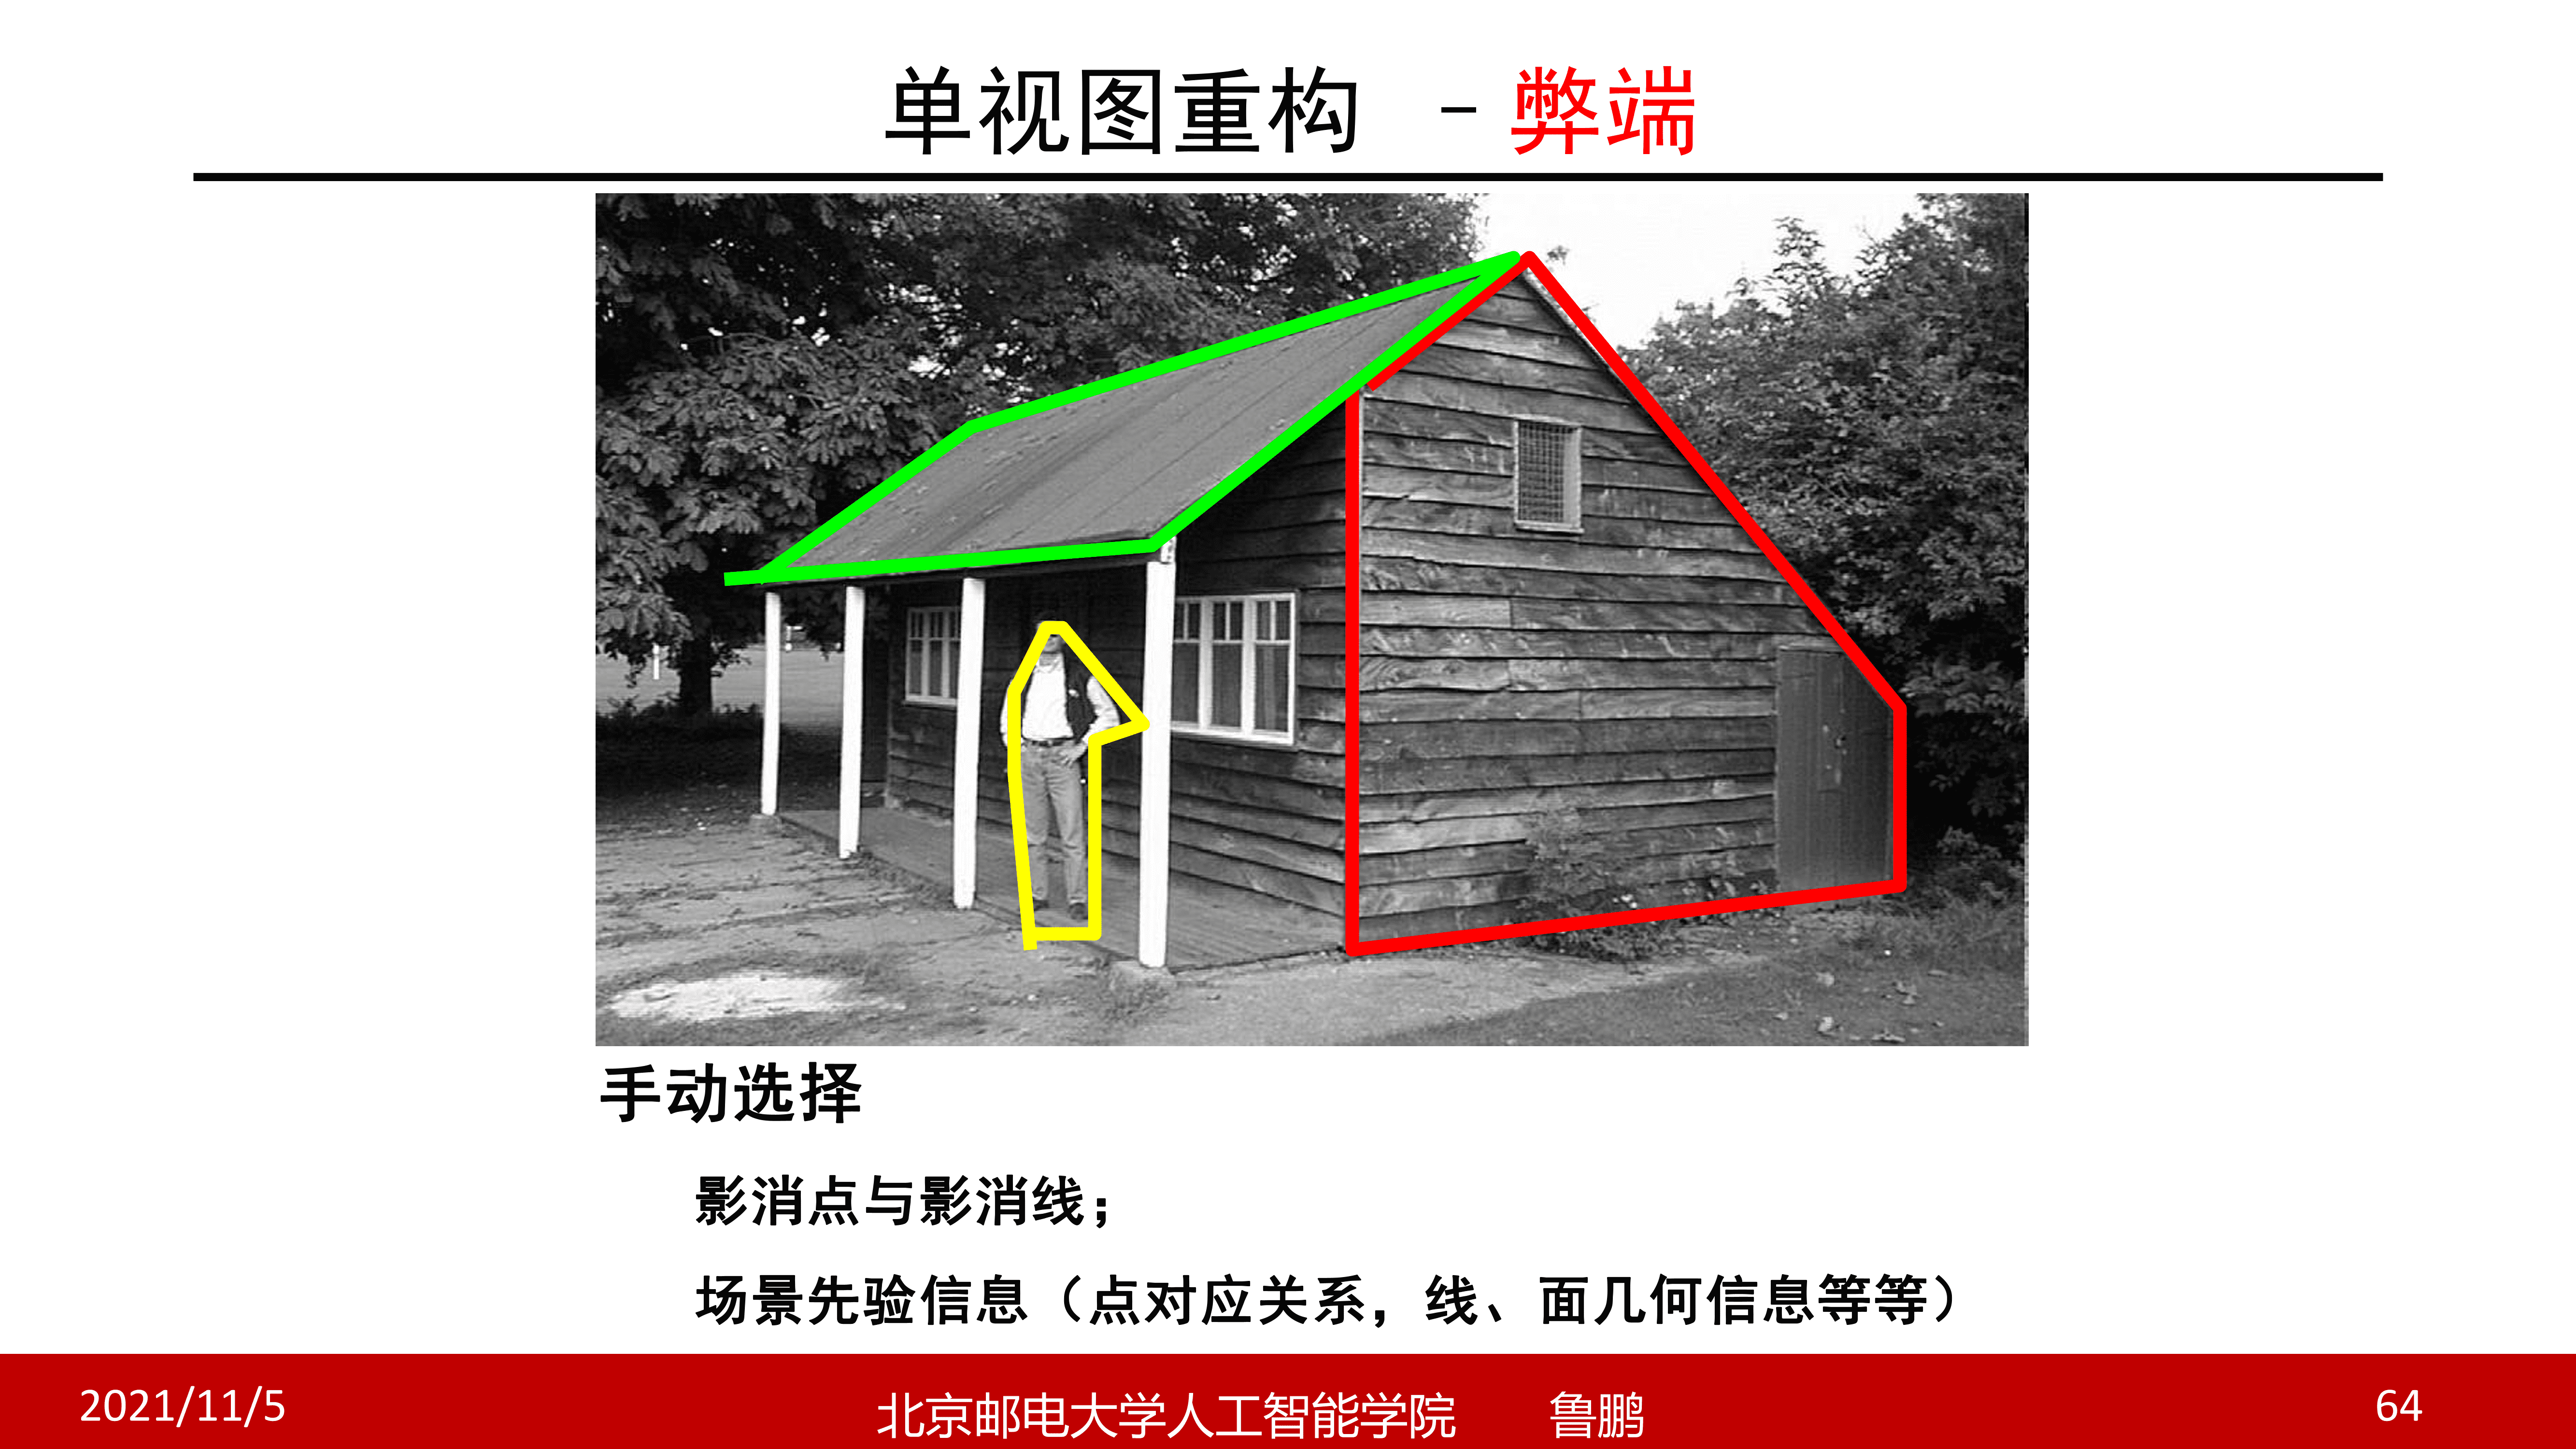 单视图重构 - 弊端
手动选择
影消点与影消线；
场景先验信息（点对应关系，线、面几何信息等等）
2021/11/5 北京邮电大学人工智能学院 鲁鹏 64